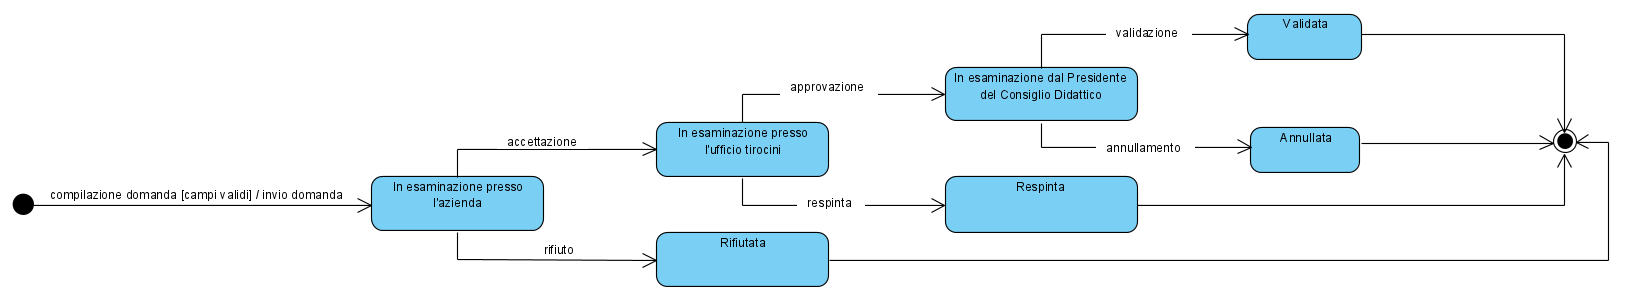 compilazione domanda [campi validi] / invio domanda
In esaminazione presso
l'azienda
accettazione
rifiuto
In esaminazione presso
l'ufficio tirocini
Rifiutata
approvazione
respinta
In esaminazione dal Presidente
del Consiglio Didattico
Respinta
validazione
annullamento
Validata
Annullata